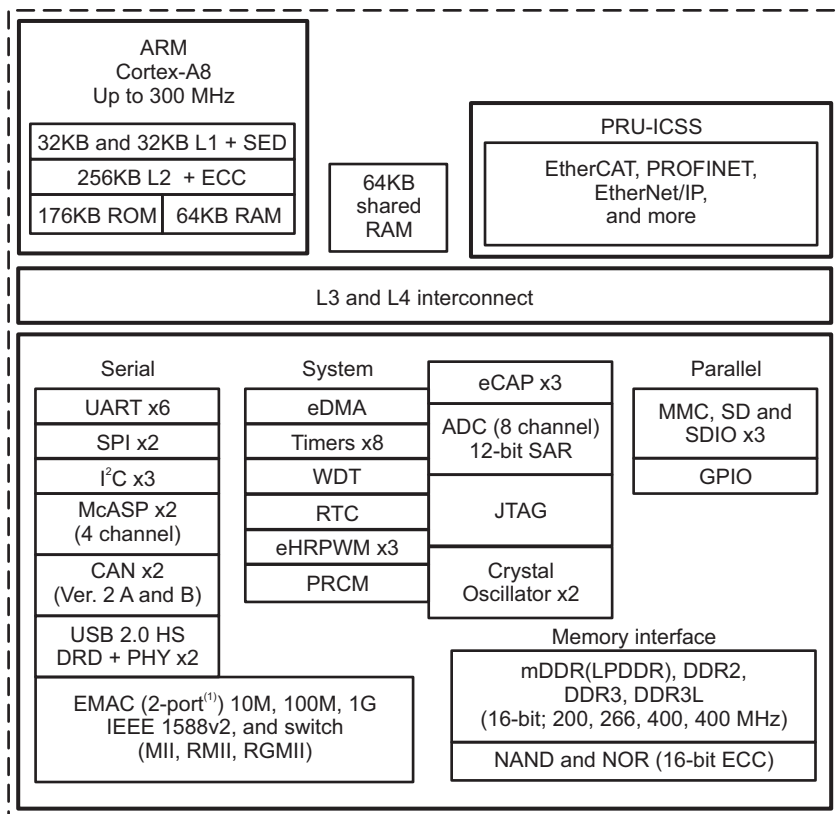 ARM
Cortex-A8
Up to 300 MHz
32KB and 32KB L1 + SED
256KB L2 + ECC
176KB ROM
64KB RAM
64KB
shared
RAM
PRU-ICSS
EtherCAT, PROFINET,
EtherNet/IP,
and more
L3 and L4 interconnect
Serial
UART x6
SPI x2
I²C x3
McASP x2
(4 channel)
CAN x2
(Ver. 2 A and B)
USB 2.0 HS
DRD + PHY x2
EMAC (2-port⁽¹⁾) 10M, 100M, 1G
IEEE 1588v2, and switch
(MII, RMII, RGMII)
System
eDMA
Timers x8
WDT
RTC
eHRPWM x3
PRCM
eCAP x3
ADC (8 channel)
12-bit SAR
JTAG
Crystal
Oscillator x2
Parallel
MMC, SD and
SDIO x3
GPIO
Memory interface
mDDR(LPDDR), DDR2,
DDR3, DDR3L
(16-bit; 200, 266, 400, 400 MHz)
NAND and NOR (16-bit ECC)